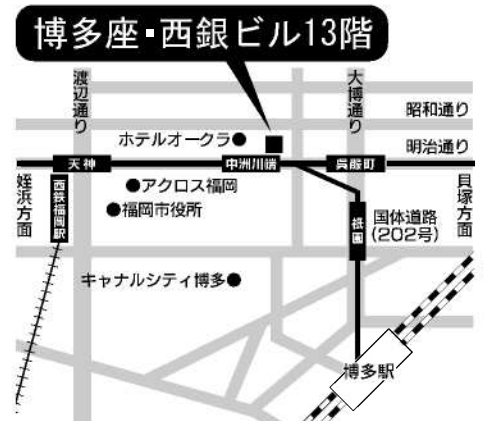 博多座・西銀ビル13階
渡辺通り
大博通り
昭和通り
ホテルオークラ
明治通り
天神
中洲川端
呉服町
姪浜方面
西鉄福岡駅
アクロス福岡
福岡市役所
祇園
国体道路
(202号)
貝塚方面
キャナルシティ博多
博多駅